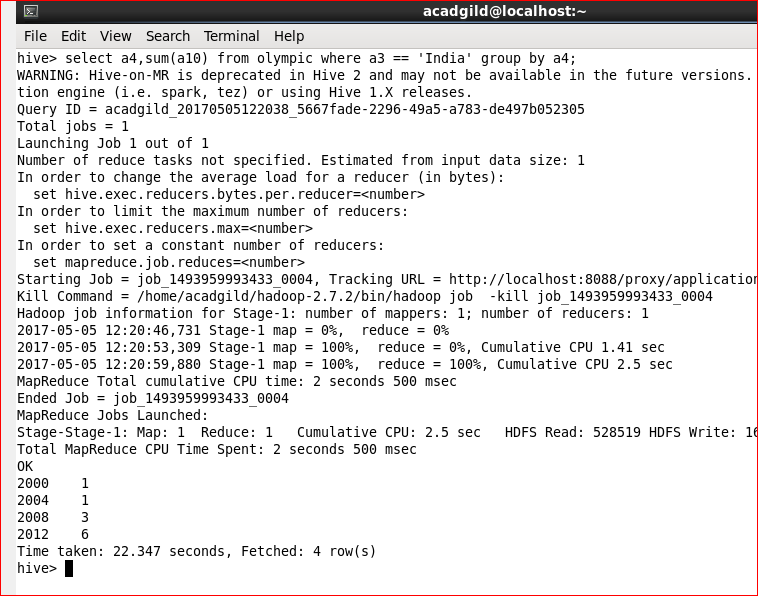 acadgild@localhost:~
File Edit View Search Terminal Help
hive> select a4,sum(a10) from olympic where a3 == 'India' group by a4;
WARNING: Hive-on-MR is deprecated in Hive 2 and may not be available in the future versions.
tion engine (i.e. spark, tez) or using Hive 1.X releases.
Query ID = acadgild_20170505122038_5667fade-2296-49a5-a783-de497b052305
Total jobs = 1
Launching Job 1 out of 1
Number of reduce tasks not specified. Estimated from input data size: 1
In order to change the average load for a reducer (in bytes):
  set hive.exec.reducers.bytes.per.reducer=<number>
In order to limit the maximum number of reducers:
  set hive.exec.reducers.max=<number>
In order to set a constant number of reducers:
  set mapreduce.job.reduces=<number>
Starting Job = job_1493959993433_0004, Tracking URL = http://localhost:8088/proxy/application
Kill Command = /home/acadgild/hadoop-2.7.2/bin/hadoop job  -kill job_1493959993433_0004
Hadoop job information for Stage-1: number of mappers: 1; number of reducers: 1
2017-05-05 12:20:46,731 Stage-1 map = 0%,  reduce = 0%
2017-05-05 12:20:53,309 Stage-1 map = 100%,  reduce = 0%, Cumulative CPU 1.41 sec
2017-05-05 12:20:59,880 Stage-1 map = 100%,  reduce = 100%, Cumulative CPU 2.5 sec
MapReduce Total cumulative CPU time: 2 seconds 500 msec
Ended Job = job_1493959993433_0004
MapReduce Jobs Launched:
Stage-Stage-1: Map: 1  Reduce: 1   Cumulative CPU: 2.5 sec   HDFS Read: 528519 HDFS Write: 16
Total MapReduce CPU Time Spent: 2 seconds 500 msec
OK
2000    1
2004    1
2008    3
2012    6
Time taken: 22.347 seconds, Fetched: 4 row(s)
hive>